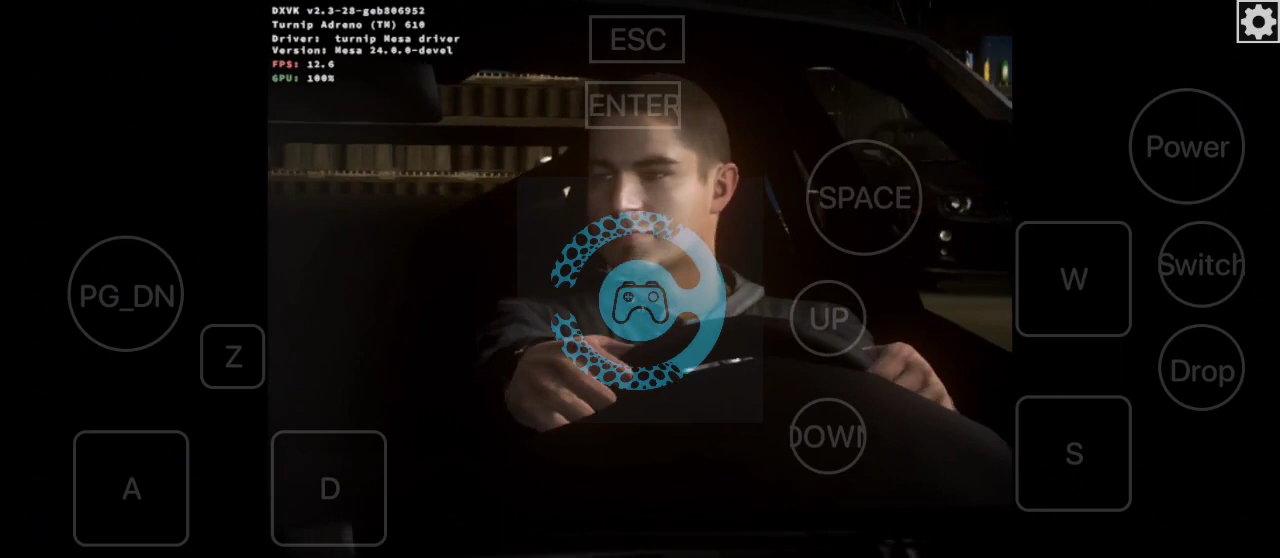 DXVK v2.3-28-geb806952
Turnip Adreno (TM) 610
Driver: turnip Mesa driver
Version: Mesa 24.0.0-devel
FPS: 12.6
GPU: 100%
ESC
ENTER
Power
SPACE
Switch
W
PG_DN
UP
Z
Drop
DOWN
S
A
D